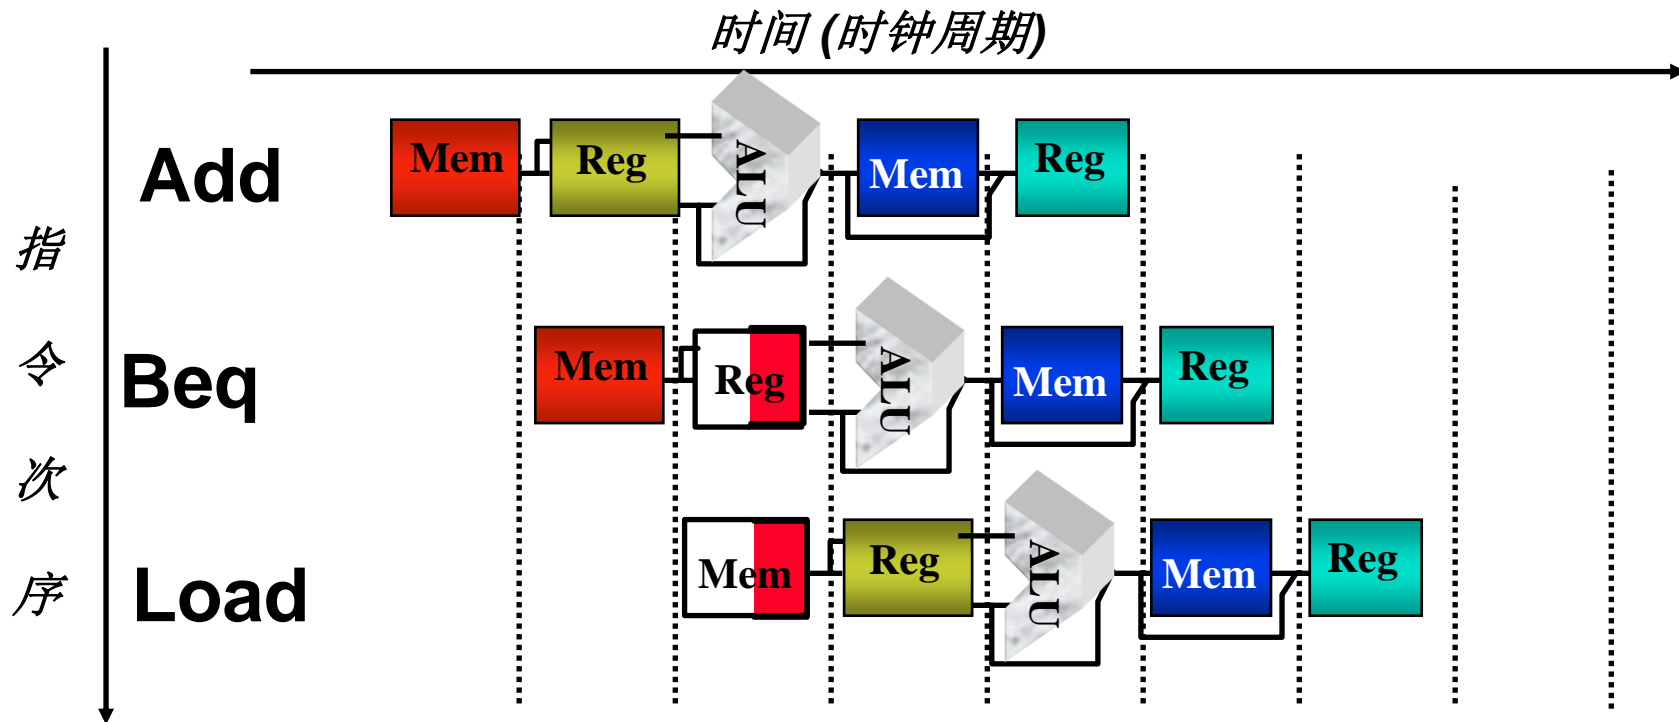 时间 (时钟周期)
指令次序
Add
Mem
Reg
ALU
Mem
Reg
Beq
Mem
Reg
ALU
Mem
Reg
Load
Mem
Reg
ALU
Mem
Reg